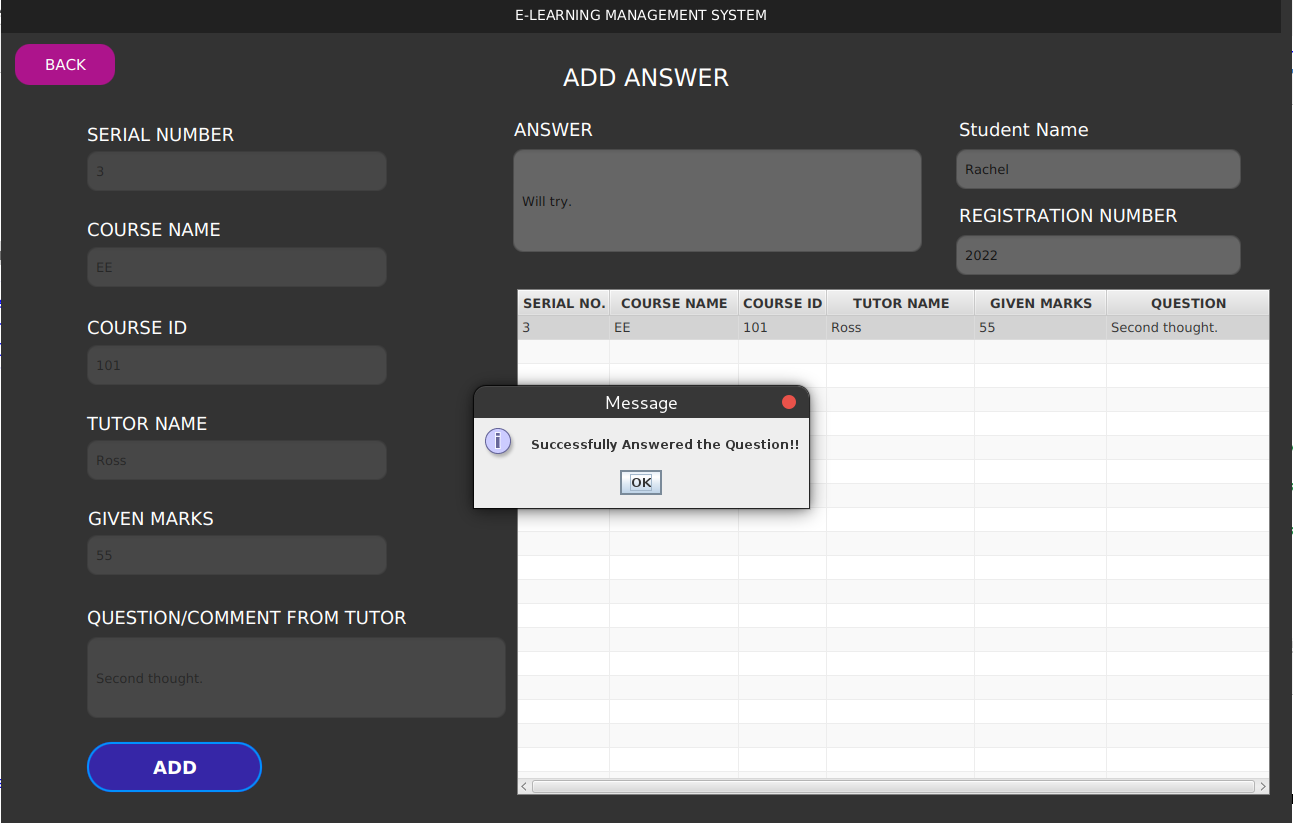 E-LEARNING MANAGEMENT SYSTEM
BACK
ADD ANSWER
SERIAL NUMBER
3
COURSE NAME
EE
COURSE ID
101
TUTOR NAME
Ross
GIVEN MARKS
55
QUESTION/COMMENT FROM TUTOR
Second thought.
ADD
ANSWER
Will try.
Student Name
Rachel
REGISTRATION NUMBER
2022
SERIAL NO. COURSE NAME COURSE ID TUTOR NAME GIVEN MARKS QUESTION
3 EE 101 Ross 55 Second thought.
Message
Successfully Answered the Question!!
OK